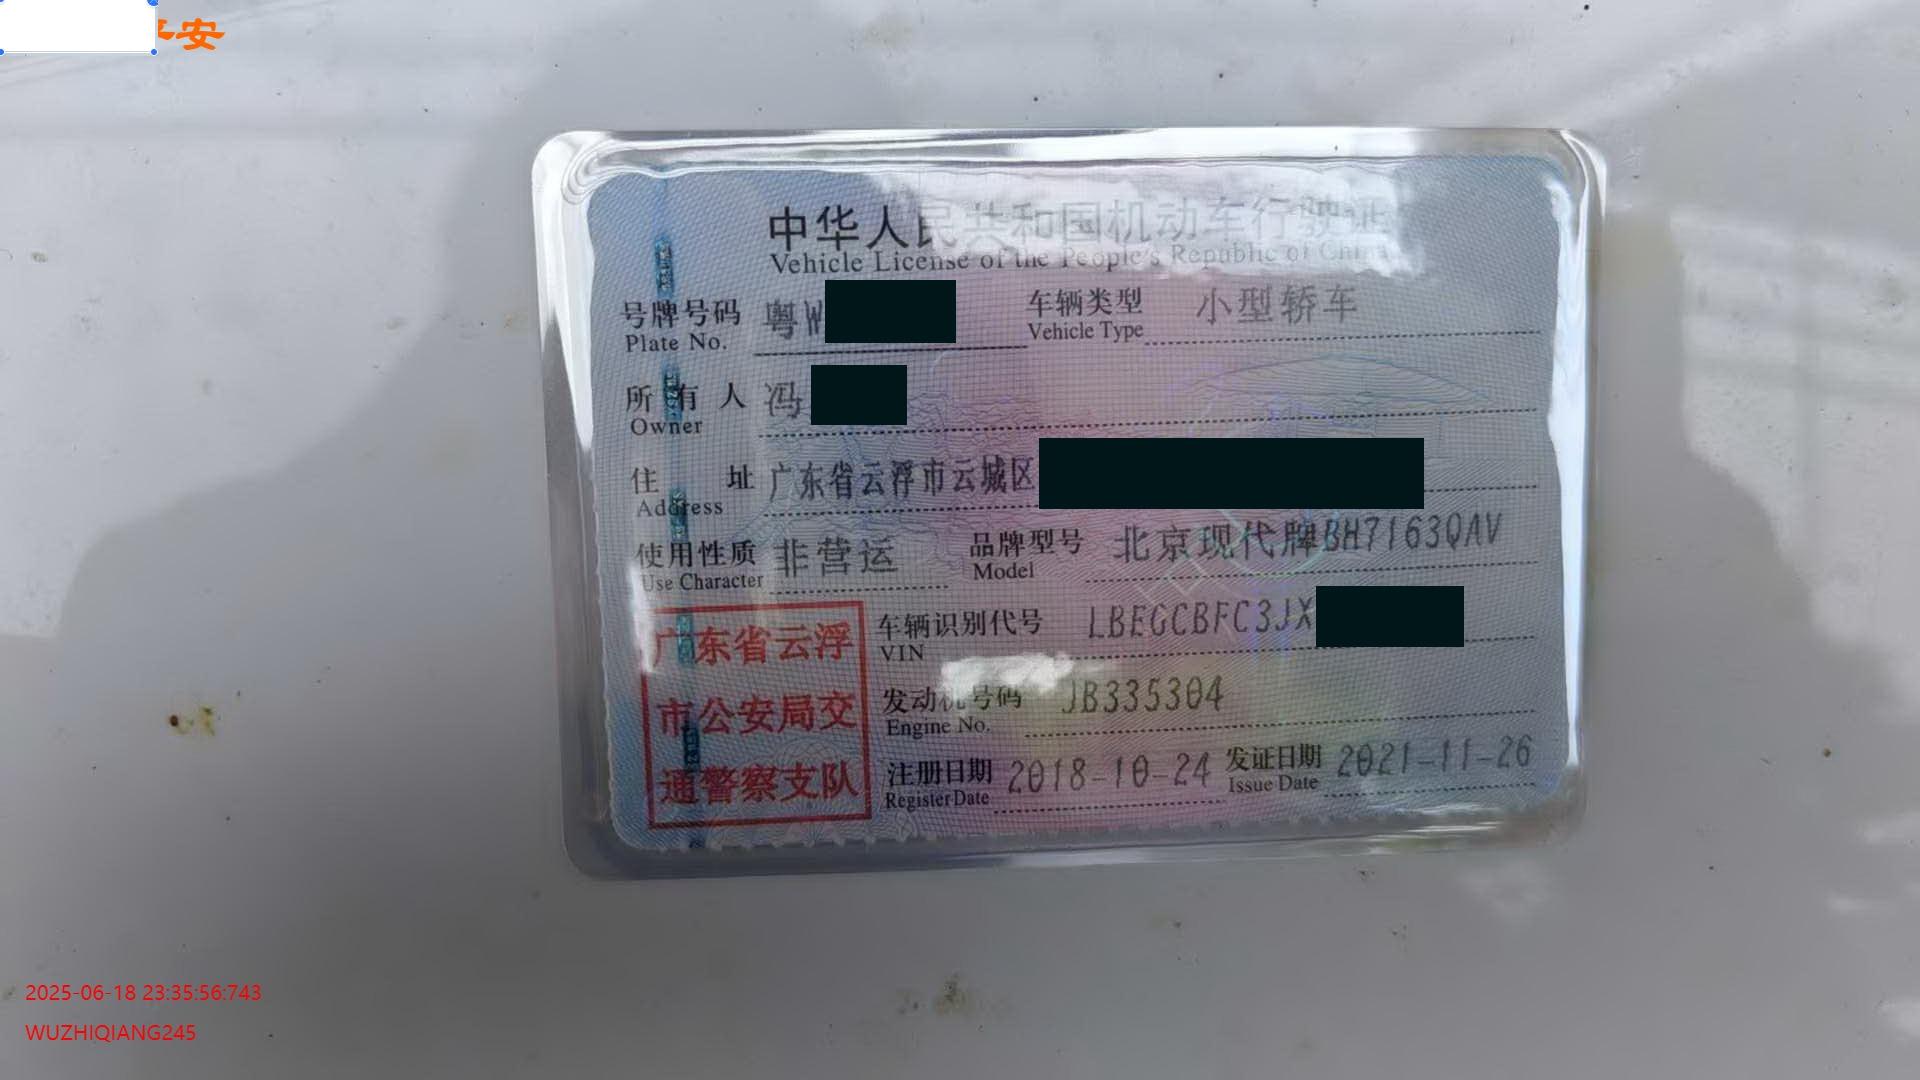 安
中华人民共和国机动车行驶证
Vehicle License of the People's Republic of China
号牌号码 粤W 车辆类型 小型轿车
Plate No. Vehicle Type
所有人 冯
Owner
住址 广东省云浮市云城区
Address
使用性质 非营运 品牌型号 北京现代牌BH7163QAV
Use Character Model
车辆识别代号 LBEGCBFC3JX
VIN
发动机号码 JB335304
Engine No.
注册日期 2018-10-24 发证日期 2021-11-26
Register Date Issue Date
广东省云浮
市公安局交
通警察支队
2025-06-18 23:35:56:743
WUZHIQIANG245